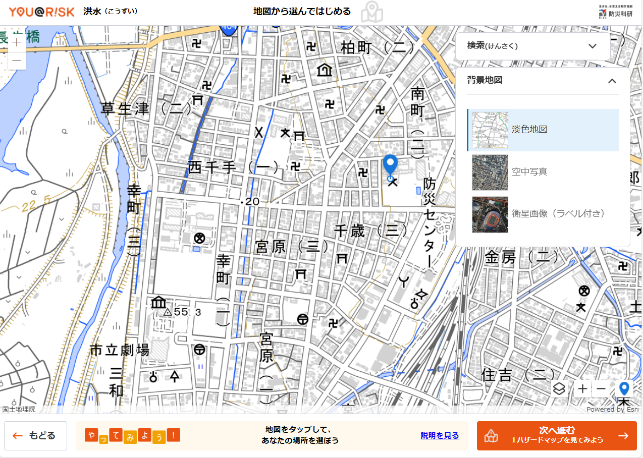 YOU@RISK 洪水 (こうずい)
地図から選んではじめる
防災科研
長生橋
検索(けんさく)
背景地図
淡色地図
空中写真
衛星画像 (ラベル付き)
柏町(二)
南町(二)
草生津(二)
西千手(一)
幸町(三)
22.5
20
防災センター
千歳(三)
宮原(三)
幸町(一)
金房(二)
55.3
市立劇場
三和
宮原(一)
住吉(二)
国土地理院
Powered by Esri
もどる
やってみよう!
地図をタップして、
あなたの場所を選ぼう
説明を見る
次へ進む
1 ハザードマップを見てみよう